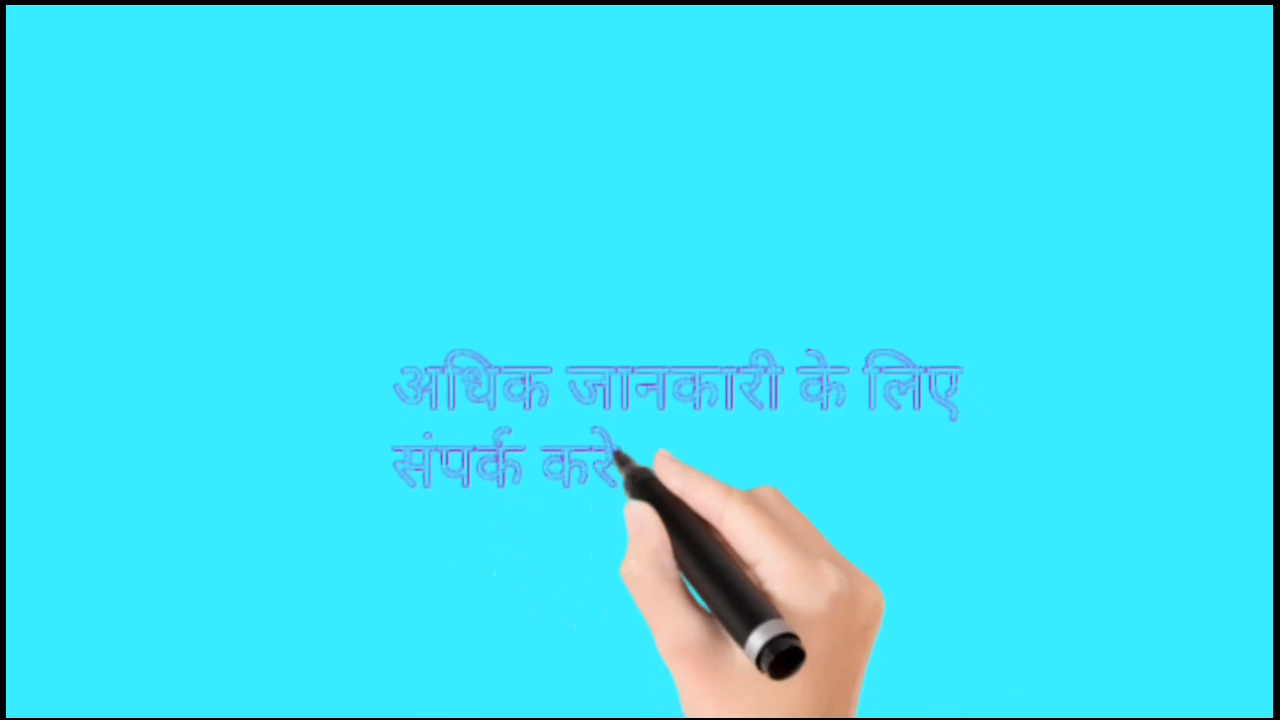 अधिक जानकारी के लिए
संपर्क करे